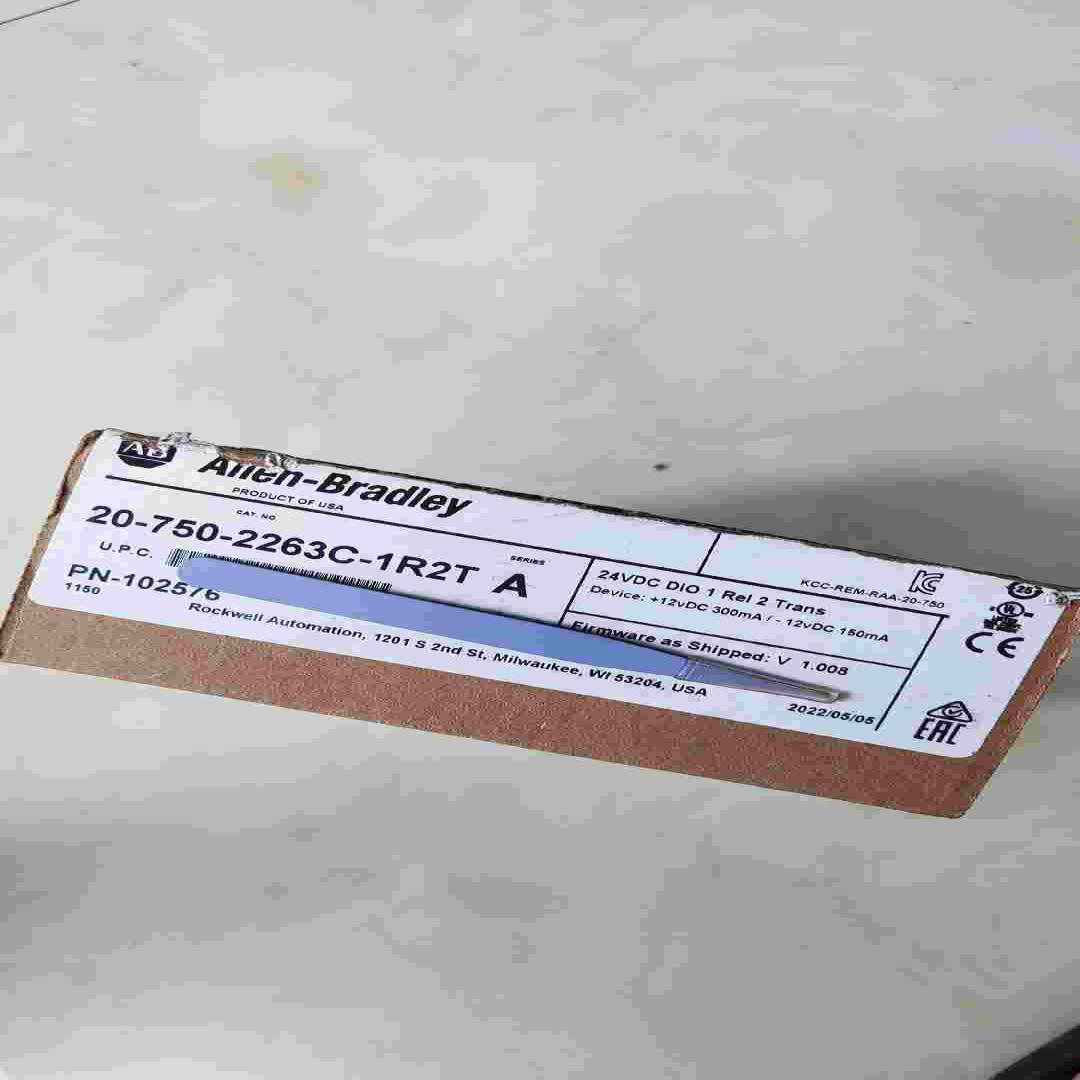 AB
Allen-Bradley
PRODUCT OF USA
CAT. NO.
20-750-2263C-1R2T
SERIES
A
U.P.C.
PN-102576
1150
Rockwell Automation, 1201 S 2nd St, Milwaukee, WI 53204, USA
24VDC DIO 1 Rel 2 Trans
Device: +12vDC 300mA / - 12vDC 150mA
Firmware as Shipped: V 1.008
2022/05/05
KCC-REM-RAA-20-750
25
UL
CE
EAC